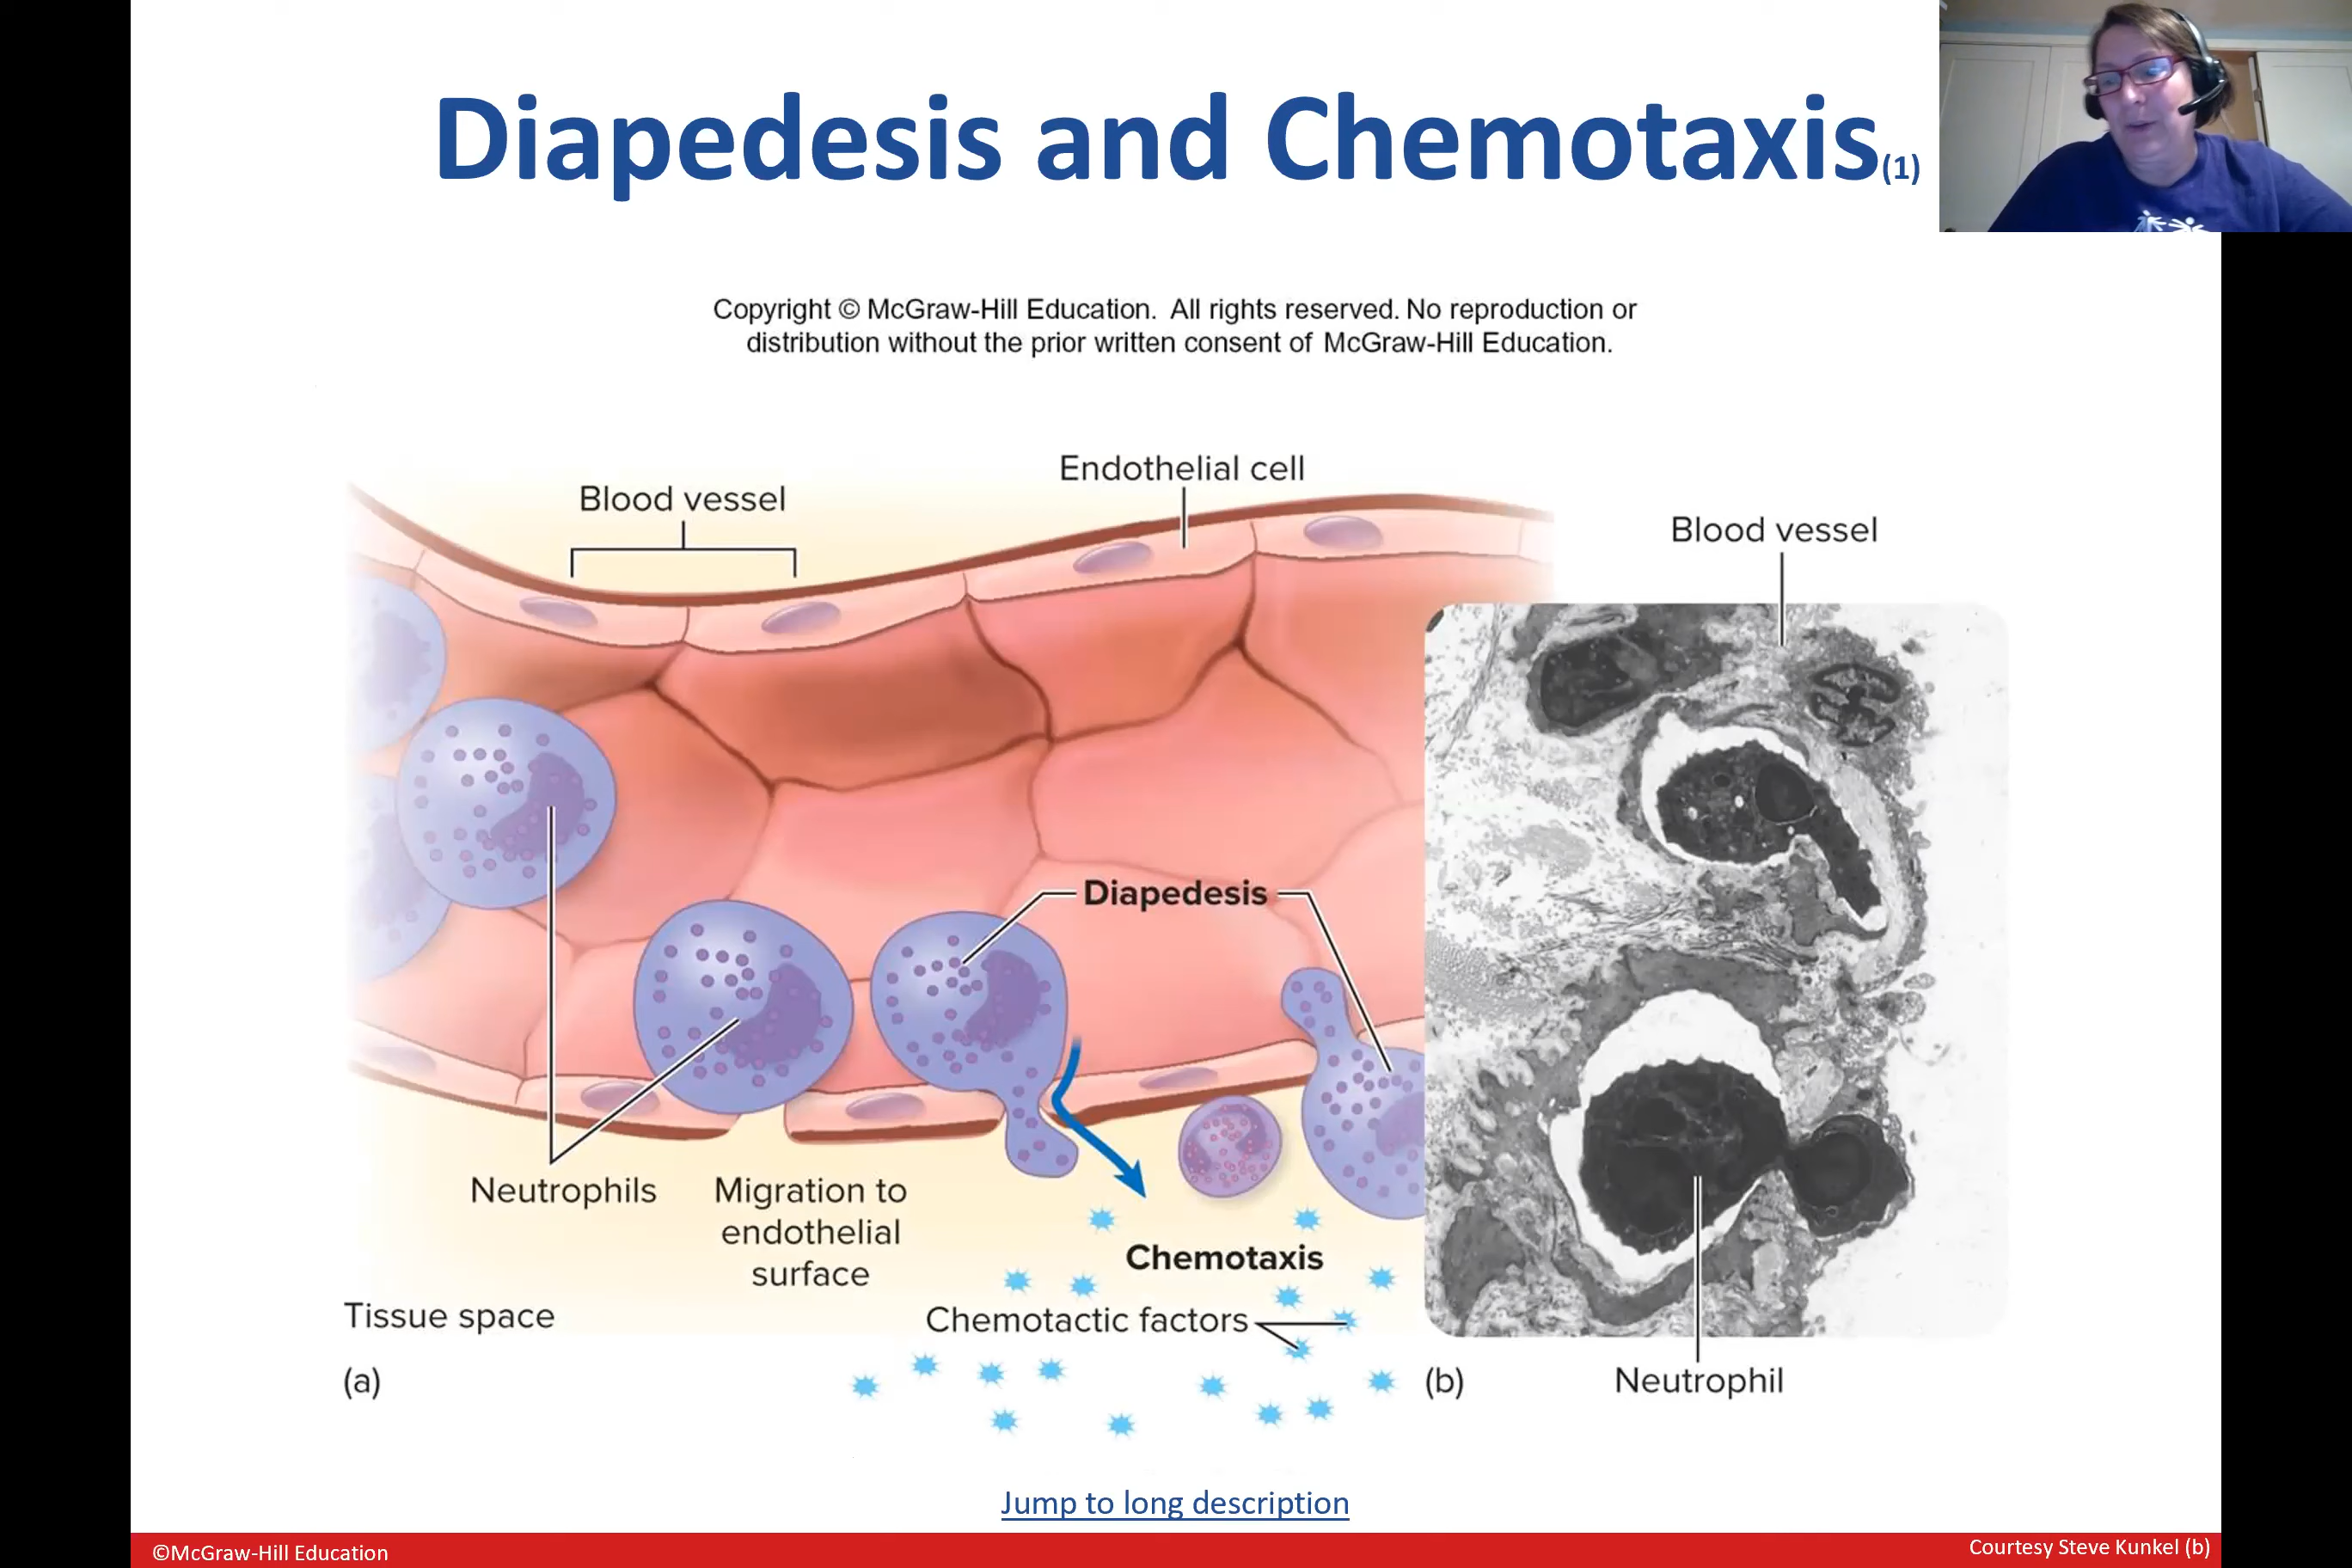 Diapedesis and Chemotaxis(1)
Copyright © McGraw-Hill Education. All rights reserved. No reproduction or
distribution without the prior written consent of McGraw-Hill Education.
Endothelial cell
Blood vessel
Blood vessel
Diapedesis
Neutrophils
Migration to
endothelial
surface
Chemotaxis
Tissue space
Chemotactic factors
(a)
(b)
Neutrophil
Jump to long description
©McGraw-Hill Education
Courtesy Steve Kunkel (b)